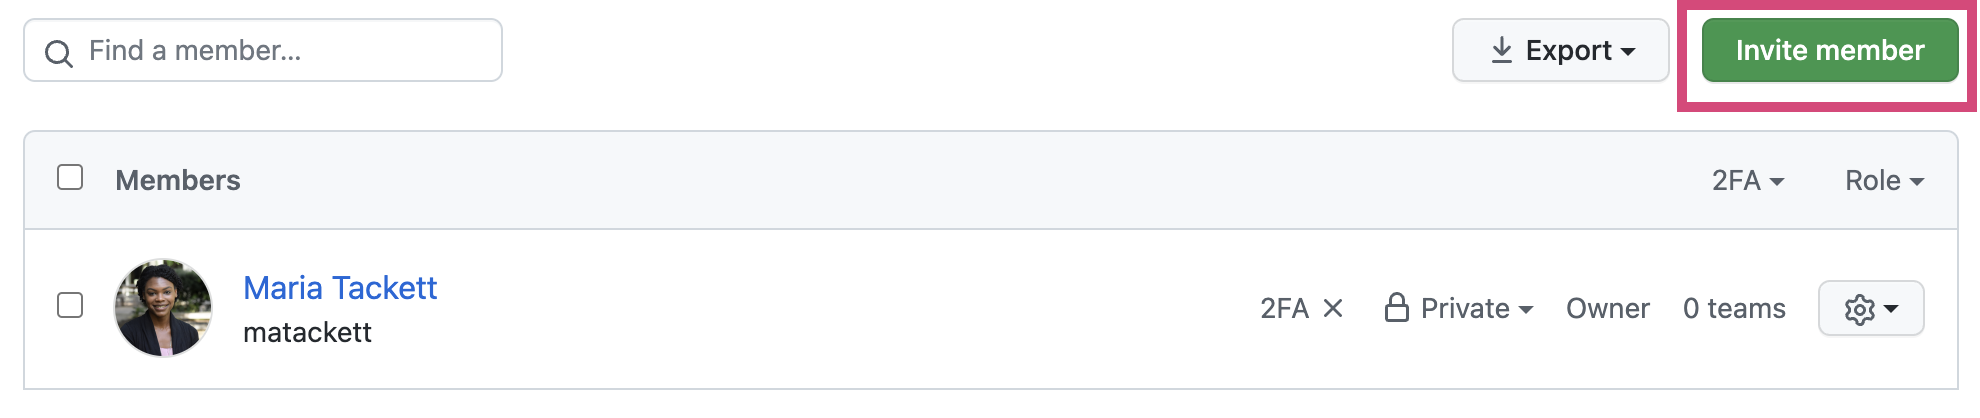 Find a member...
Export
Invite member
Members
2FA
Role
Maria Tackett
matackett
2FA
Private
Owner
0 teams